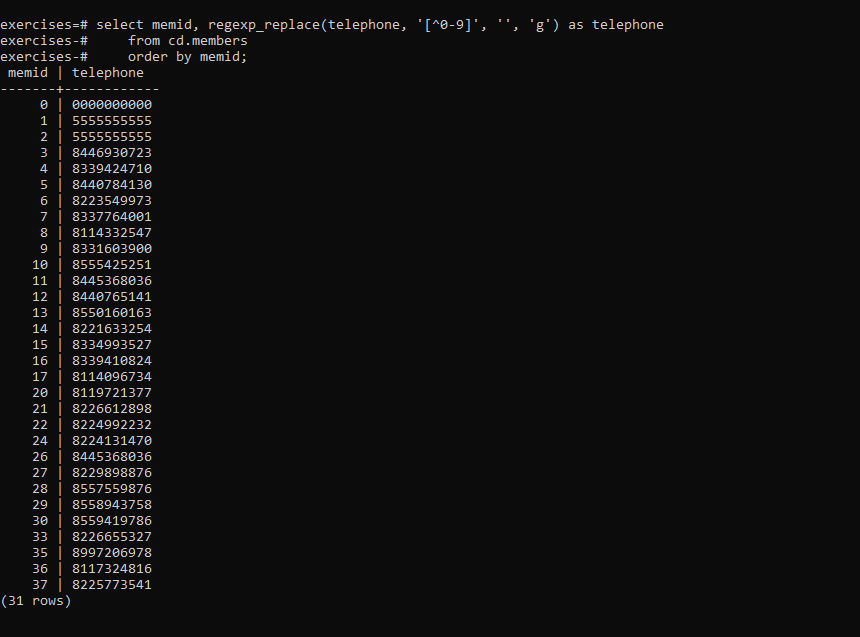 exercises=# select memid, regexp_replace(telephone, '[^0-9]', '', 'g') as telephone
exercises-#     from cd.members
exercises-#     order by memid;
 memid | telephone
-------+------------
     0 | 0000000000
     1 | 5555555555
     2 | 5555555555
     3 | 8446930723
     4 | 8339424710
     5 | 8440784130
     6 | 8223549973
     7 | 8337764001
     8 | 8114332547
     9 | 8331603900
    10 | 8555425251
    11 | 8445368036
    12 | 8440765141
    13 | 8550160163
    14 | 8221633254
    15 | 8334993527
    16 | 8339410824
    17 | 8114096734
    20 | 8119721377
    21 | 8226612898
    22 | 8224992232
    24 | 8224131470
    26 | 8445368036
    27 | 8229898876
    28 | 8557559876
    29 | 8558943758
    30 | 8559419786
    33 | 8226655327
    35 | 8997206978
    36 | 8117324816
    37 | 8225773541
(31 rows)